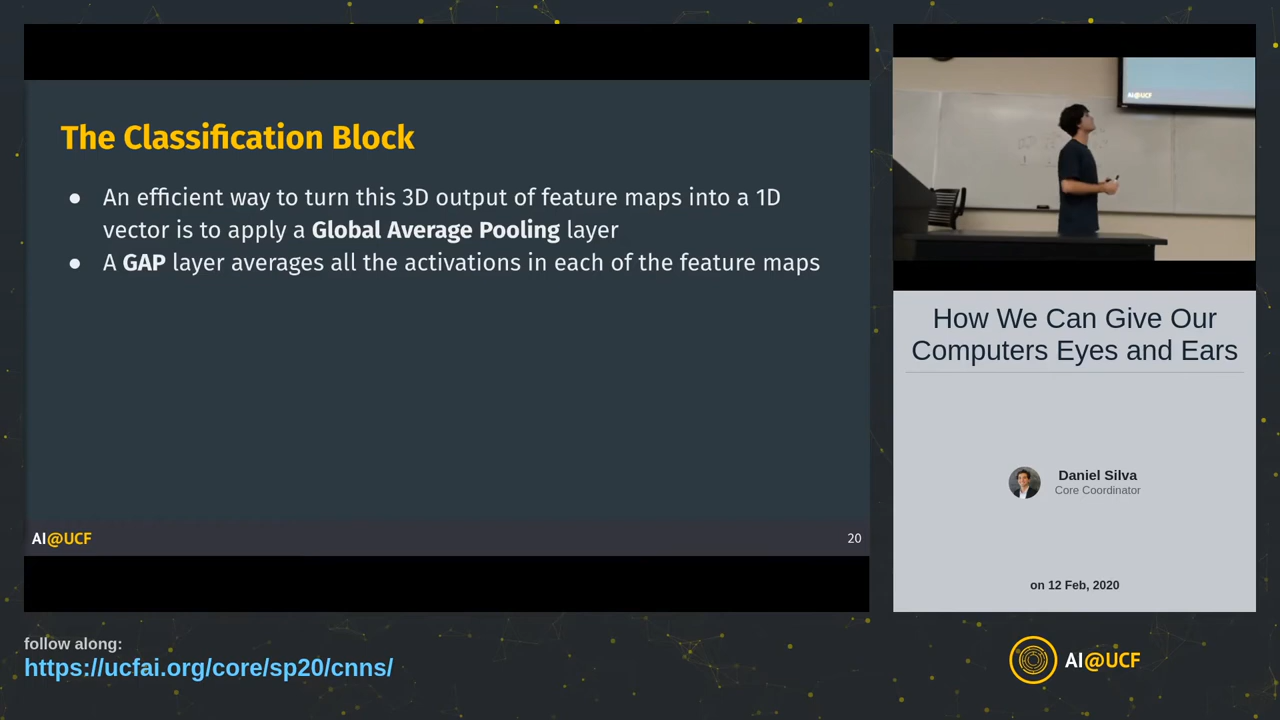 The Classification Block
● An efficient way to turn this 3D output of feature maps into a 1D
vector is to apply a Global Average Pooling layer
● A GAP layer averages all the activations in each of the feature maps
AI@UCF
20
AI@UCF
How We Can Give Our
Computers Eyes and Ears
Daniel Silva
Core Coordinator
on 12 Feb, 2020
follow along:
https://ucfai.org/core/sp20/cnns/
AI@UCF